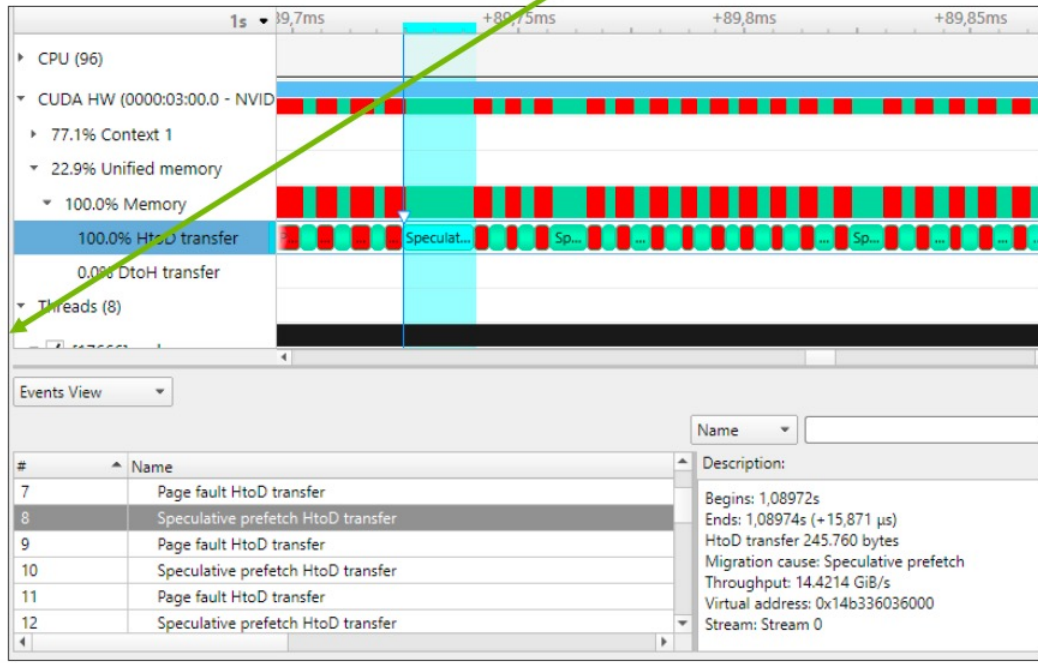 1s 89,7ms +89,75ms +89,8ms +89,85ms
CPU (96)
CUDA HW (0000:03:00.0 - NVID
77.1% Context 1
22.9% Unified memory
100.0% Memory
100.0% HtoD transfer Speculat... Sp... ... ... Sp... ... ...
0.0% DtoH transfer
Threads (8)
Events View
Name
# Name
Description:
7 Page fault HtoD transfer
8 Speculative prefetch HtoD transfer
9 Page fault HtoD transfer
10 Speculative prefetch HtoD transfer
11 Page fault HtoD transfer
12 Speculative prefetch HtoD transfer
Begins: 1,08972s
Ends: 1,08974s (+15,871 μs)
HtoD transfer 245.760 bytes
Migration cause: Speculative prefetch
Throughput: 14.4214 GiB/s
Virtual address: 0x14b336036000
Stream: Stream 0